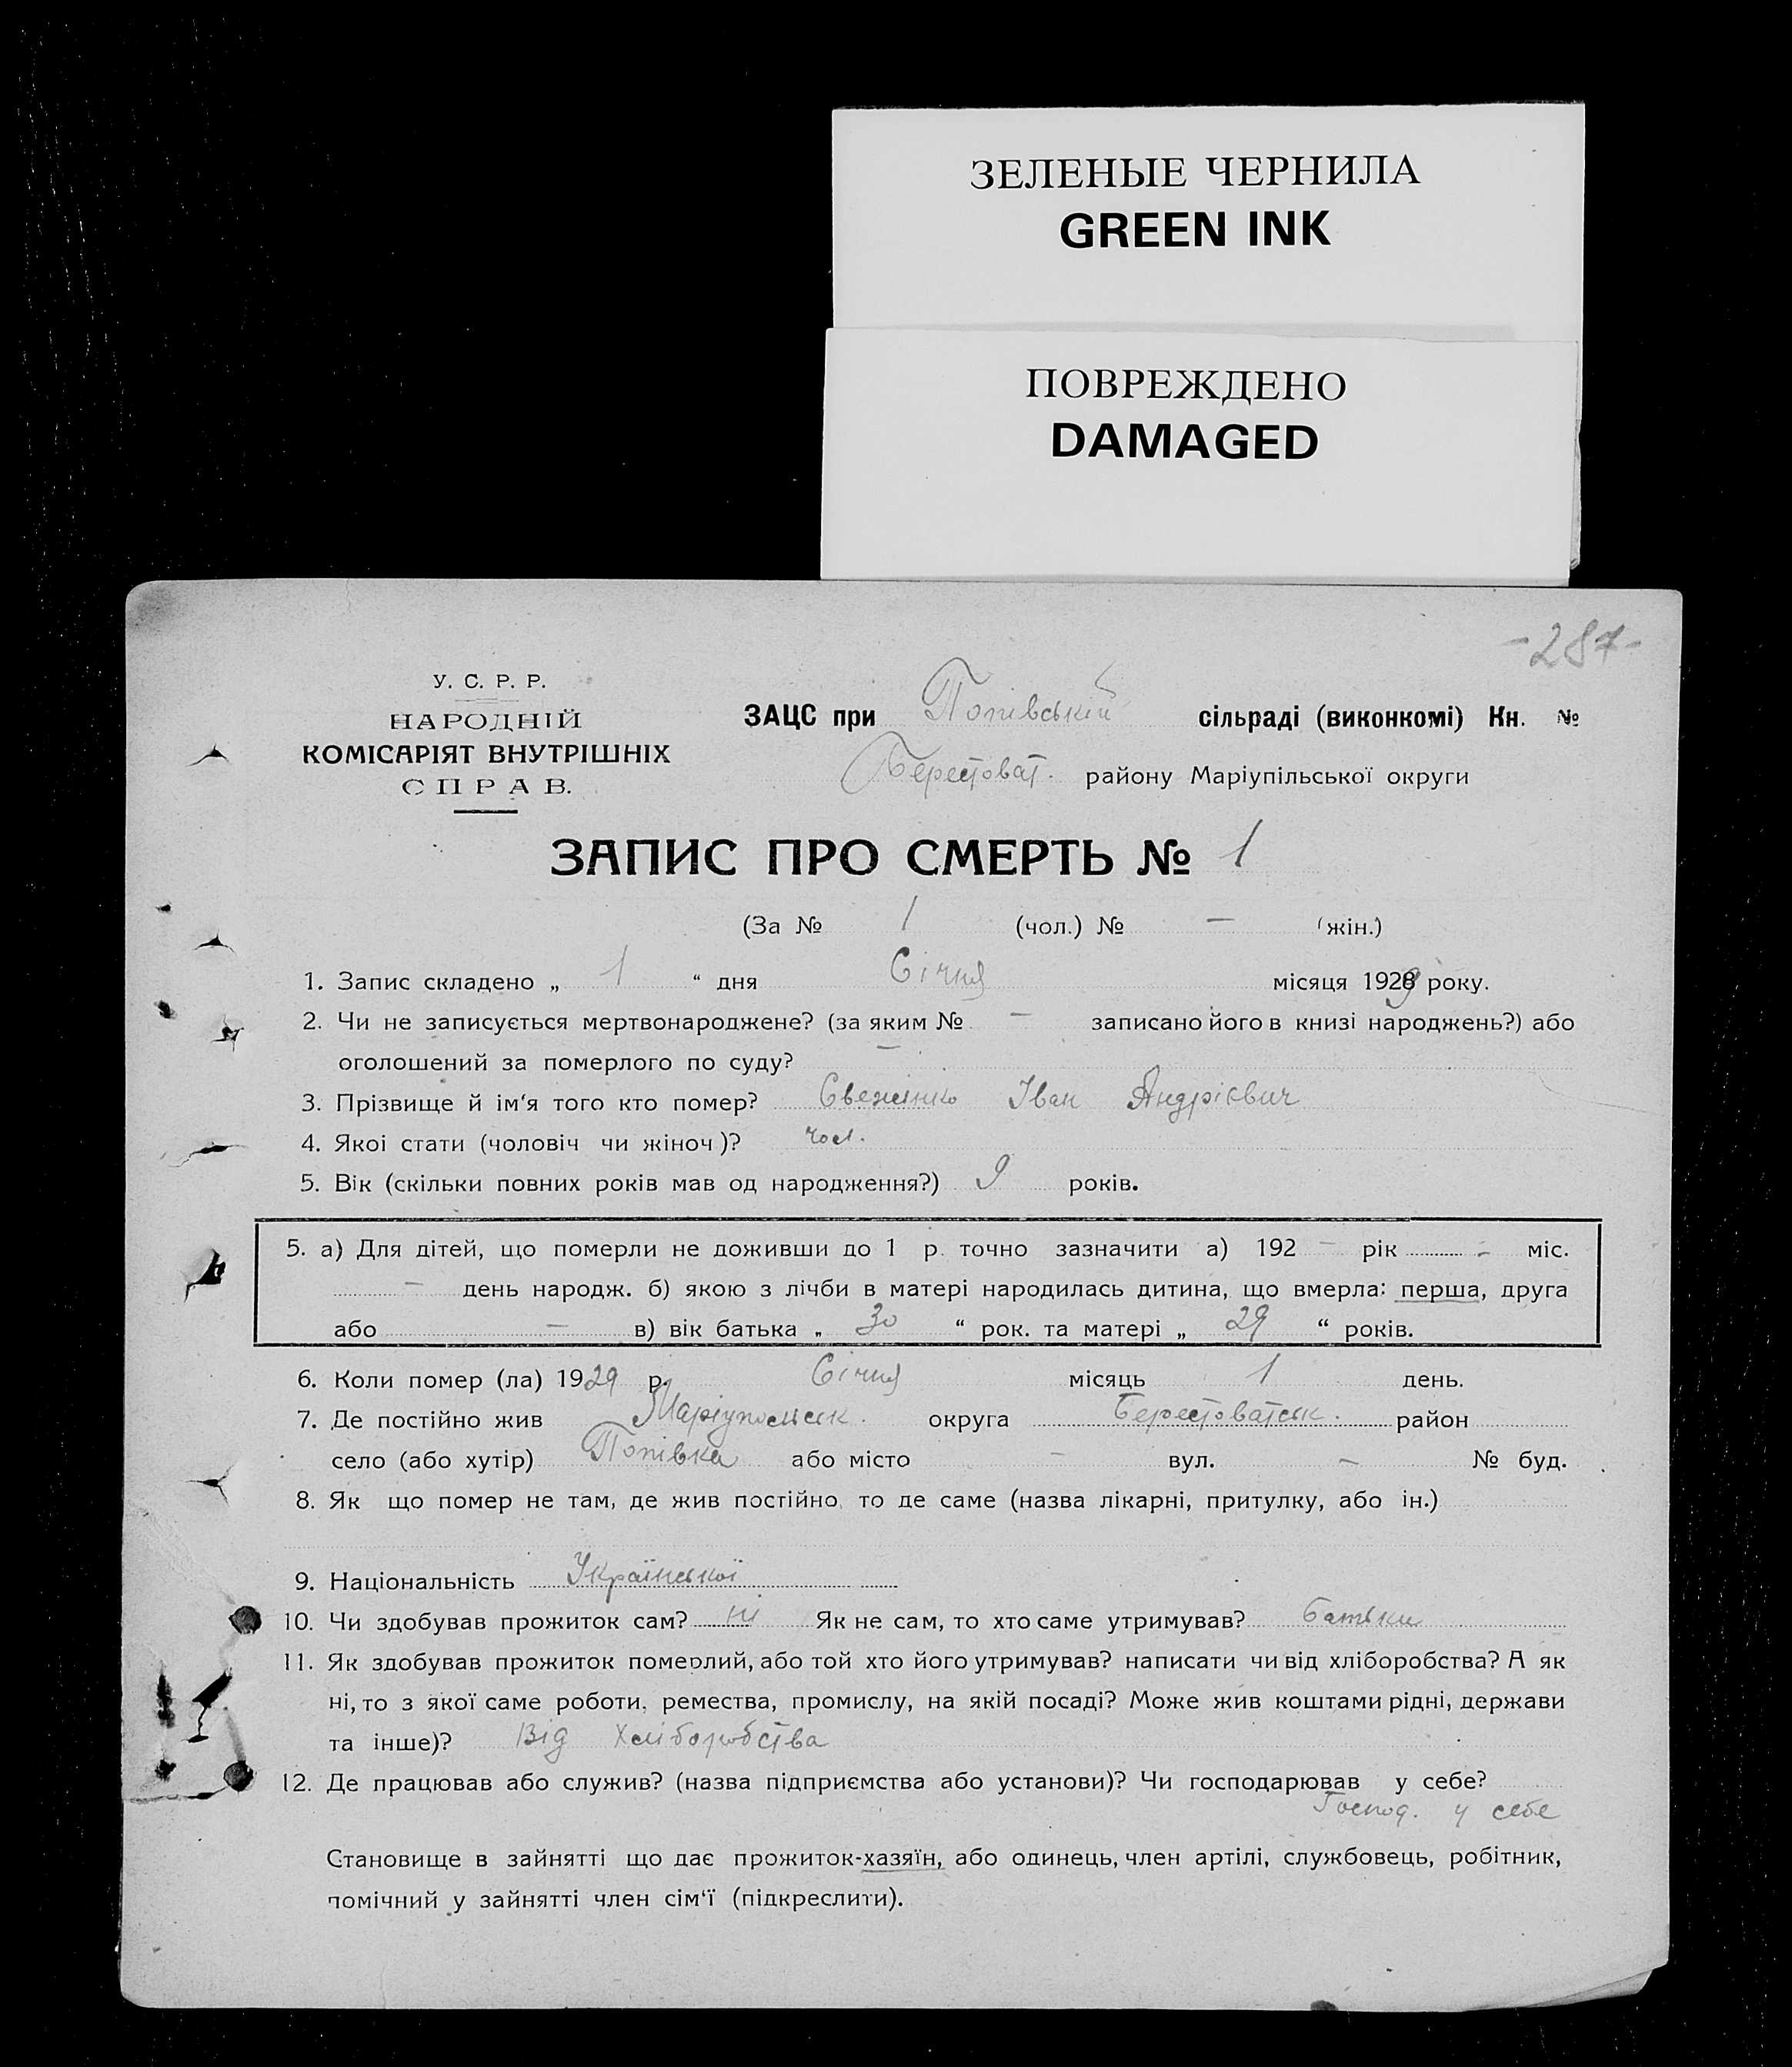 ЗЕЛЕНЫЕ ЧЕРНИЛА
GREEN INK
ПОВРЕЖДЕНО
DAMAGED
-287-
У. С. Р. Р.
НАРОДНІЙ
КОМІСАРІЯТ ВНУТРІШНІХ
СПРАВ.
ЗАЦС при Попівській сільраді (виконкомі) Кн. №
Берестоват. району Маріупільської округи
ЗАПИС ПРО СМЕРТЬ № 1
(За № 1 (чол.) № — (жін.)
1. Запис складено „ 1 “ дня Січня місяця 1929 року.
2. Чи не записується мертвонароджене? (за яким № — записано його в книзі народжень?) або
оголошений за померлого по суду? —
3. Прізвище й ім‘я того кто помер? Іван Андрієвич
4. Якоі стати (чоловіч чи жіноч)? чол.
5. Вік (скільки повних років мав од народження?) 9 років.
5. а) Для дітей, що померли не доживши до 1 р. точно зазначити а) 192 — рік - міс.
— день народж. б) якою з лічби в матері народилась дитина, що вмерла: перша, друга
або — в) вік батька „ 30 “ рок. та матері „ 29 “ років.
6. Коли помер (ла) 1929 р. Січня місяць 1 день.
7. Де постійно жив Маріупольськ. округа Берестоватськ. район
село (або хутір) Попівка або місто — вул. — № буд.
8. Як що помер не там, де жив постійно, то де саме (назва лікарні, притулку, або ін.)
9. Національність Української
10. Чи здобував прожиток сам? ні Як не сам, то хто саме утримував? батьки
11. Як здобував прожиток померлий, або той хто його утримував? написати чи від хліборобства? А як
ні, то з якої саме роботи, ремества, промислу, на якій посаді? Може жив коштами рідні, держави
та інше)? Від Хліборобства
12. Де працював або служив? (назва підприємства або установи)? Чи господарював у себе?
Господ. у себе
Становище в зайнятті що дає прожиток-хазяїн, або одинець, член артілі, службовець, робітник,
помічний у зайнятті член сім‘ї (підкреслити).